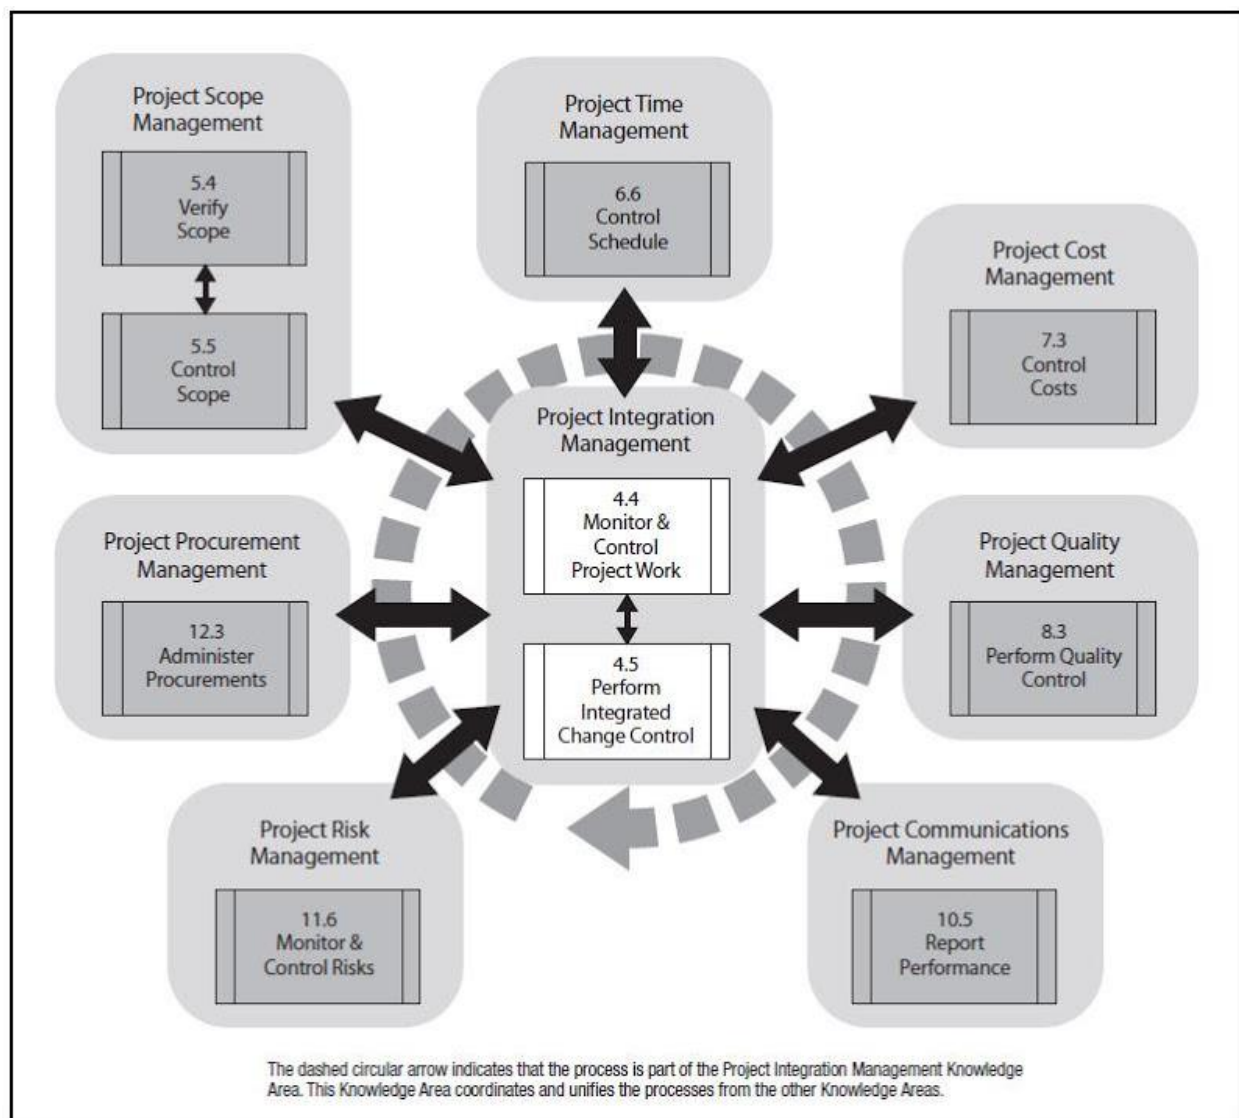 Project Scope
Management
5.4
Verify
Scope
5.5
Control
Scope
Project Time
Management
6.6
Control
Schedule
Project Cost
Management
7.3
Control
Costs
Project Integration
Management
4.4
Monitor &
Control
Project Work
4.5
Perform
Integrated
Change Control
Project Procurement
Management
12.3
Administer
Procurements
Project Quality
Management
8.3
Perform Quality
Control
Project Risk
Management
11.6
Monitor &
Control Risks
Project Communications
Management
10.5
Report
Performance
The dashed circular arrow indicates that the process is part of the Project Integration Management Knowledge
Area. This Knowledge Area coordinates and unifies the processes from the other Knowledge Areas.